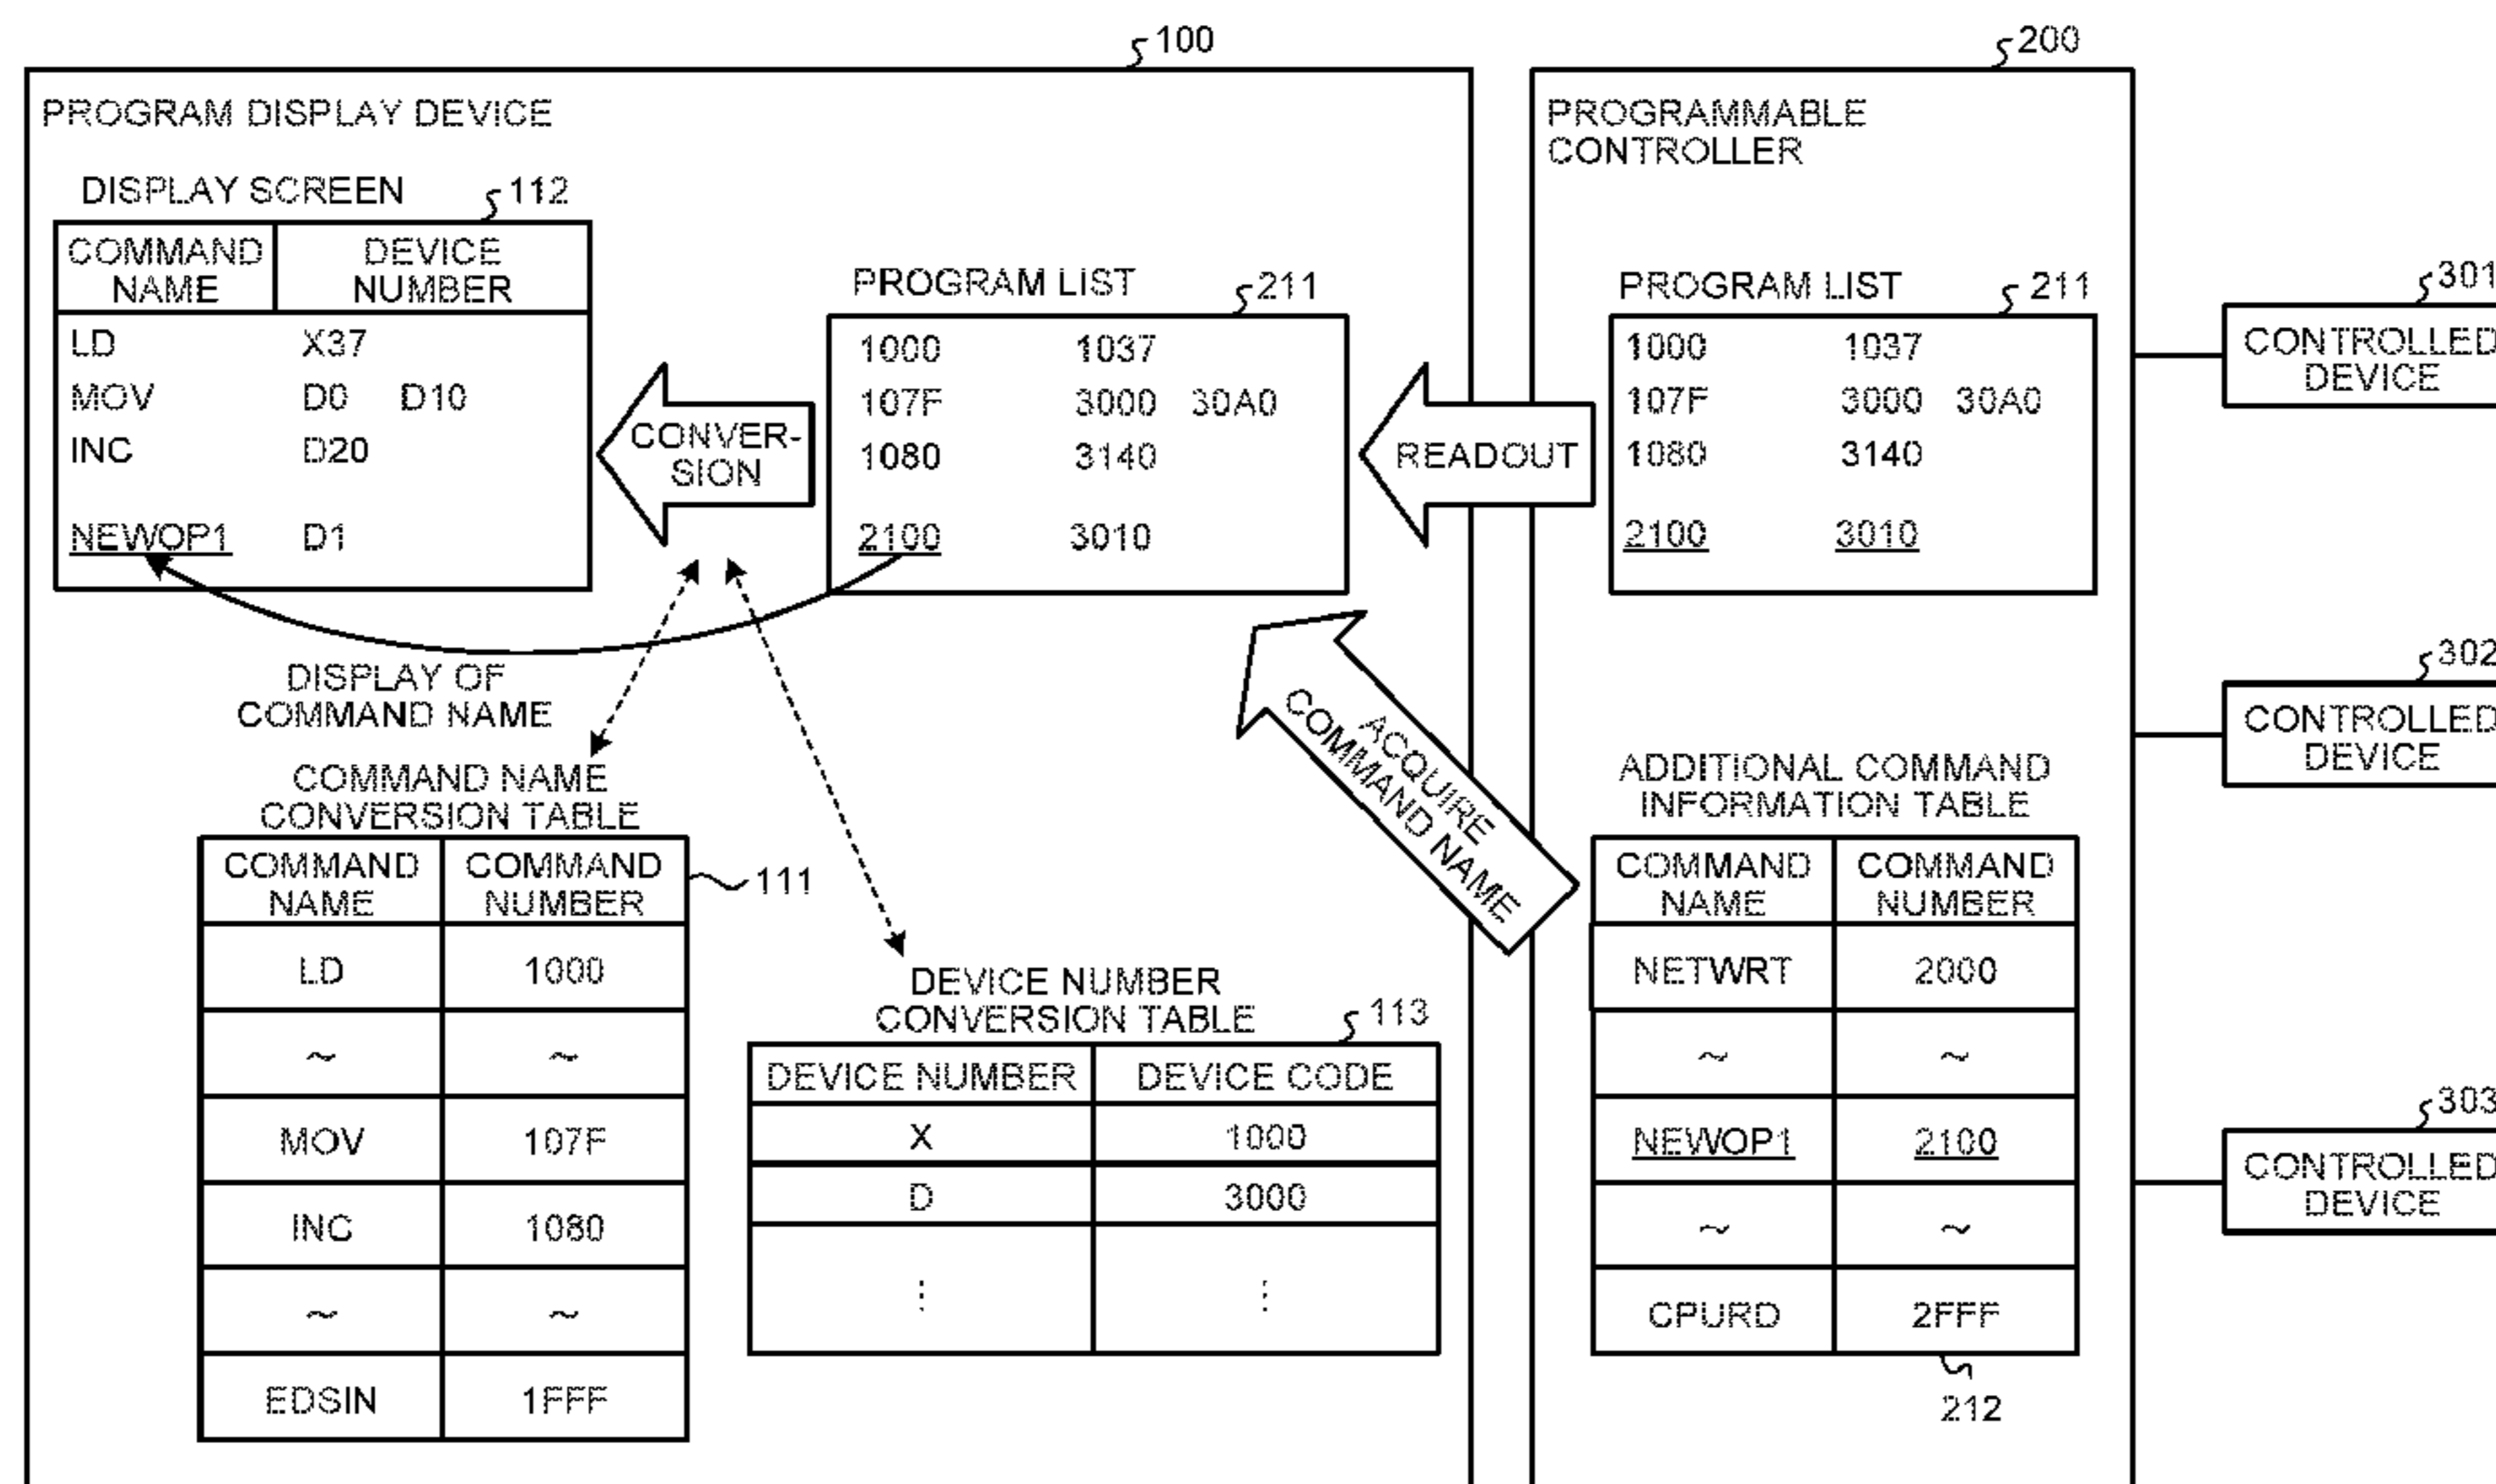 100
200
PROGRAM DISPLAY DEVICE
DISPLAY SCREEN
112
COMMAND NAME
DEVICE NUMBER
LD X37
MOV D0 D10
INC D20
NEWOP1 D1
CONVER-
SION
PROGRAM LIST
211
1000 1037
107F 3000 30A0
1080 3140
2100 3010
READOUT
DISPLAY OF
COMMAND NAME
COMMAND NAME
CONVERSION TABLE
111
COMMAND NAME
COMMAND NUMBER
LD 1000
~ ~
MOV 107F
INC 1080
~ ~
EDSIN 1FFF
DEVICE NUMBER
CONVERSION TABLE
113
DEVICE NUMBER DEVICE CODE
X 1000
D 3000
⋮ ⋮
ACQUIRE
COMMAND NAME
PROGRAMMABLE
CONTROLLER
PROGRAM LIST
211
1000 1037
107F 3000 30A0
1080 3140
2100 3010
ADDITIONAL COMMAND
INFORMATION TABLE
COMMAND NAME
COMMAND NUMBER
NETWRT 2000
~ ~
NEWOP1 2100
~ ~
CPURD 2FFF
212
301
CONTROLLED
DEVICE
302
CONTROLLED
DEVICE
303
CONTROLLED
DEVICE